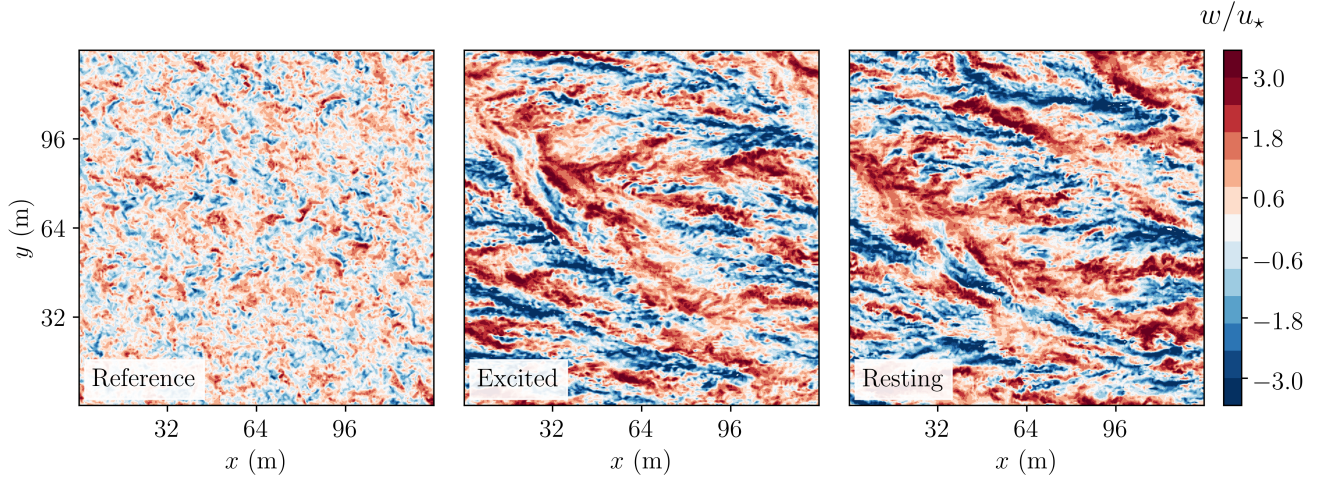 w/u⋆
96
64
32
y (m)
Reference
Excited
Resting
3.0
1.8
0.6
−0.6
−1.8
−3.0
32 64 96
32 64 96
32 64 96
x (m)
x (m)
x (m)